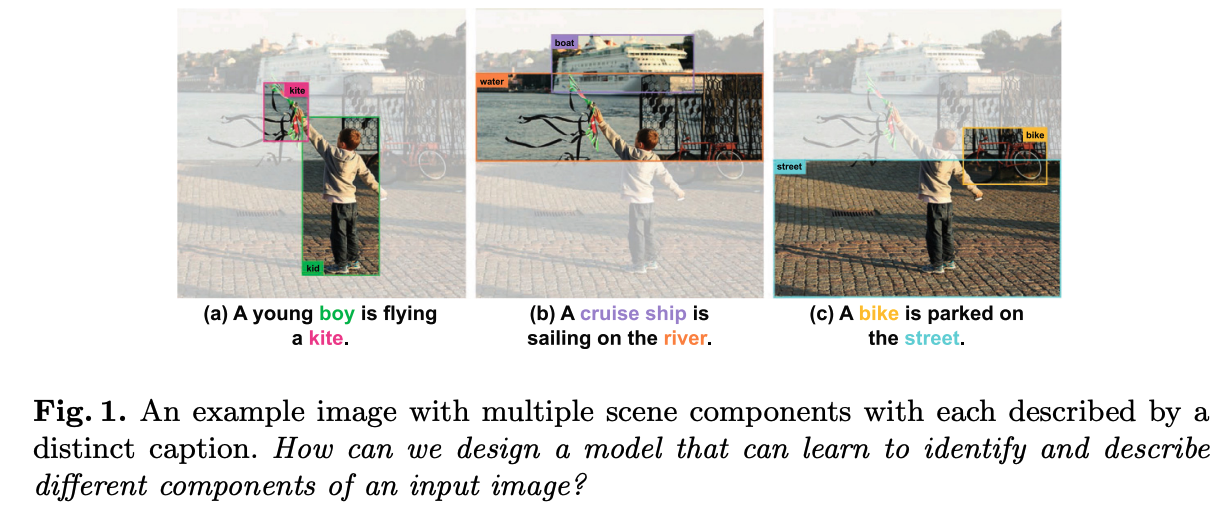 kite
kid
(a) A young boy is flying
a kite.
boat
water
(b) A cruise ship is
sailing on the river.
bike
street
(c) A bike is parked on
the street.
Fig. 1. An example image with multiple scene components with each described by a
distinct caption. How can we design a model that can learn to identify and describe
different components of an input image?